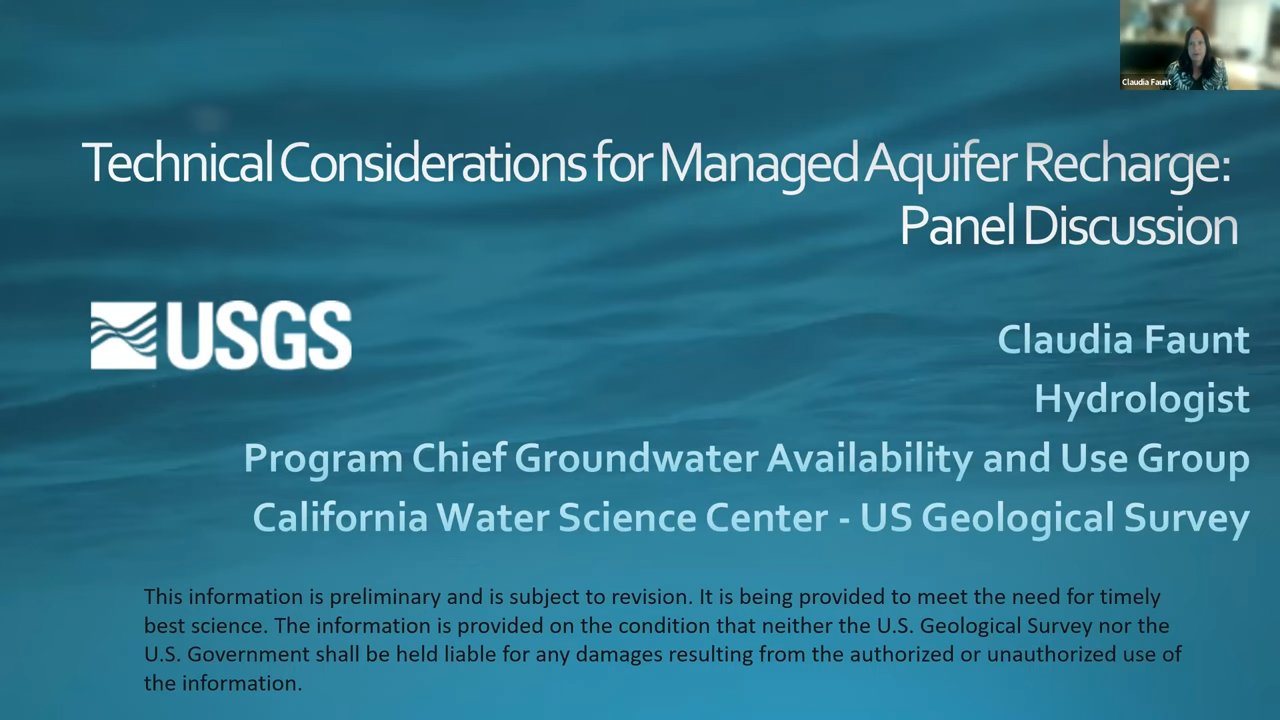 Claudia Faunt
Technical Considerations for Managed Aquifer Recharge:
Panel Discussion
USGS
Claudia Faunt
Hydrologist
Program Chief Groundwater Availability and Use Group
California Water Science Center - US Geological Survey
This information is preliminary and is subject to revision. It is being provided to meet the need for timely
best science. The information is provided on the condition that neither the U.S. Geological Survey nor the
U.S. Government shall be held liable for any damages resulting from the authorized or unauthorized use of
the information.